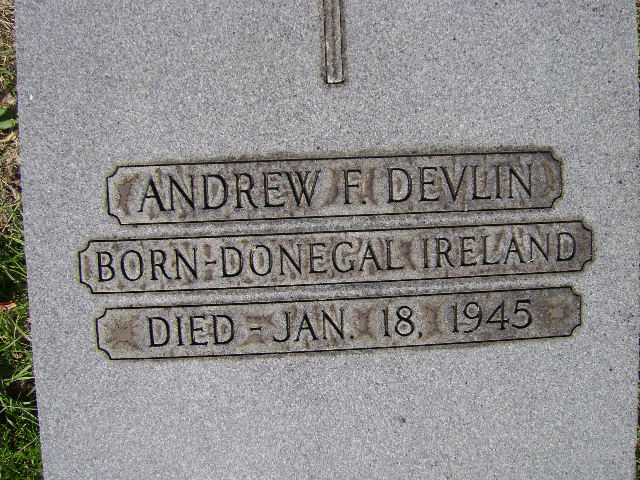 ANDREW F. DEVLIN
BORN-DONEGAL IRELAND
DIED - JAN. 18, 1945